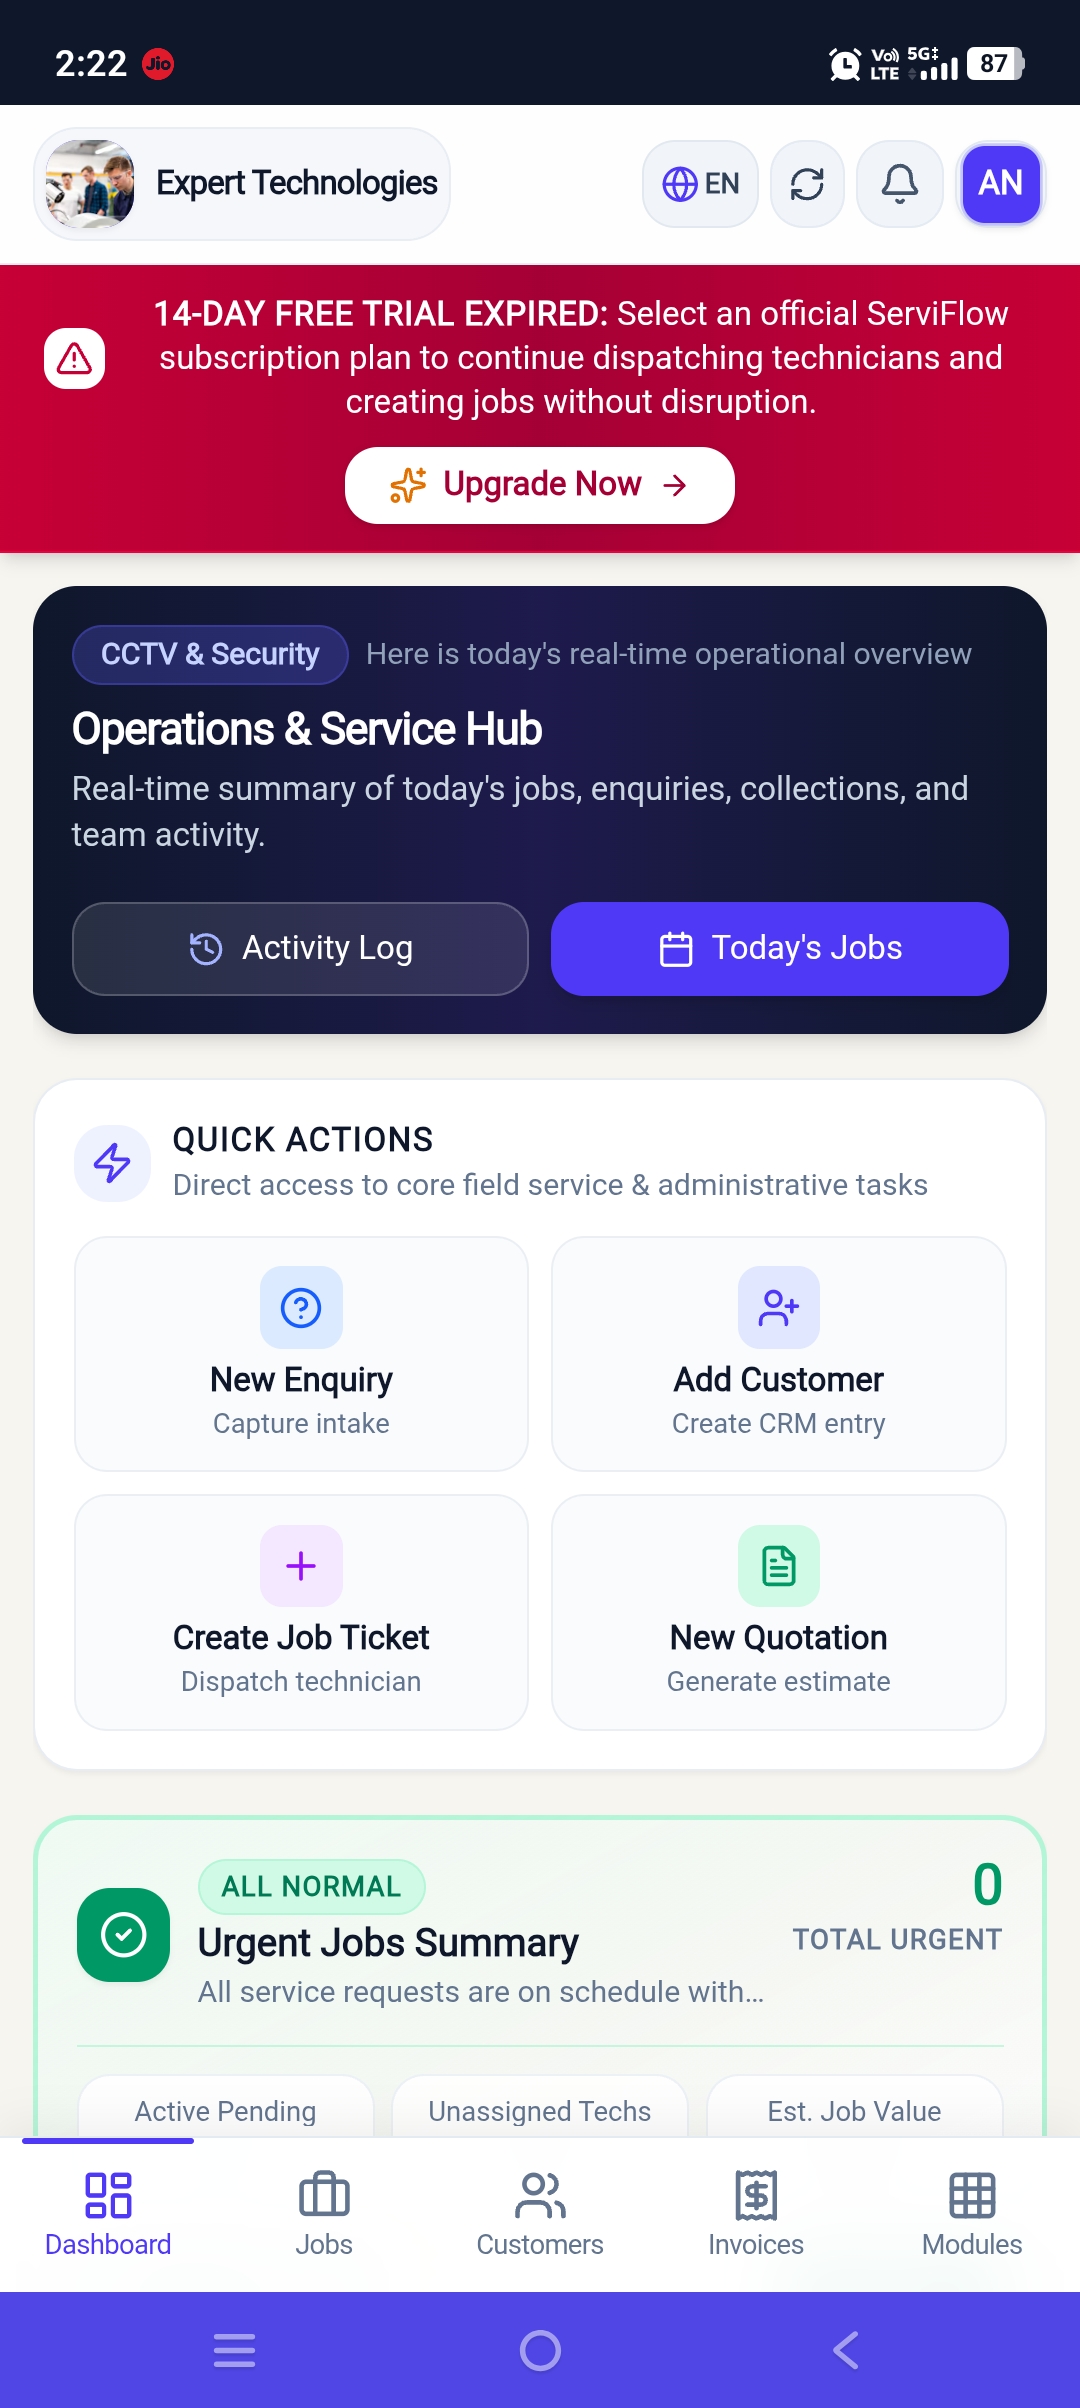 2:22
Jio
Vo))
LTE
5G
87
Expert Technologies
EN
AN
14-DAY FREE TRIAL EXPIRED: Select an official ServiFlow
subscription plan to continue dispatching technicians and
creating jobs without disruption.
Upgrade Now
CCTV & Security
Here is today's real-time operational overview
Operations & Service Hub
Real-time summary of today's jobs, enquiries, collections, and
team activity.
Activity Log
Today's Jobs
QUICK ACTIONS
Direct access to core field service & administrative tasks
New Enquiry
Capture intake
Add Customer
Create CRM entry
Create Job Ticket
Dispatch technician
New Quotation
Generate estimate
ALL NORMAL
Urgent Jobs Summary
All service requests are on schedule with...
0
TOTAL URGENT
Active Pending
Unassigned Techs
Est. Job Value
Dashboard
Jobs
Customers
Invoices
Modules